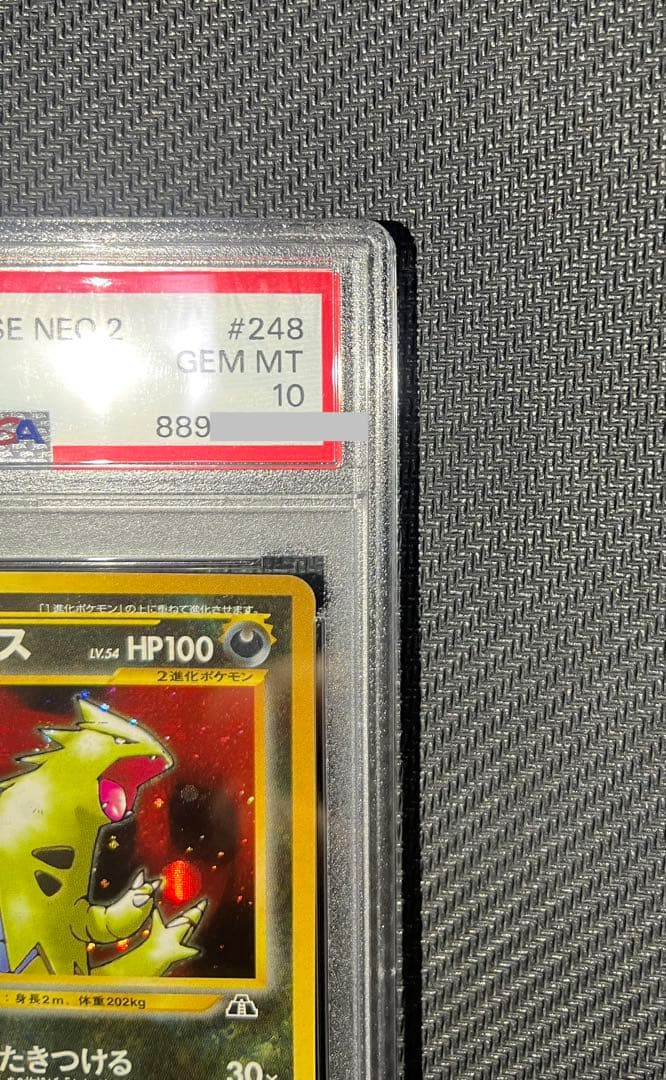 SE NEO 2 #248
GEM MT
10
889
SA
「1進化ポケモン」の上に重ねて進化させます。
ス LV.54 HP100
2進化ポケモン
：身長2m、体重202kg
たきつける 30×